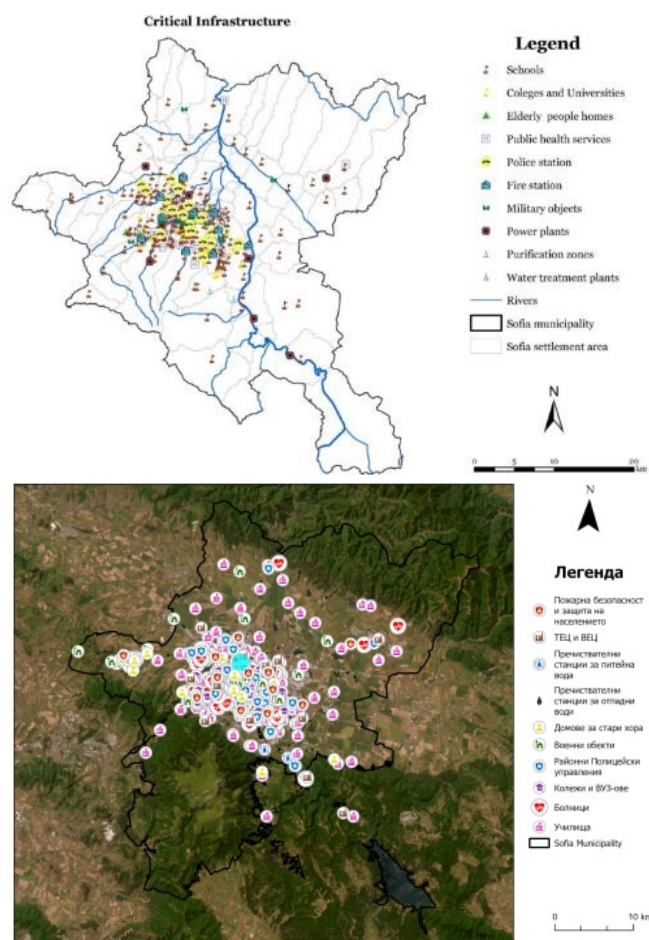 Critical Infrastructure
Legend
Schools
Coleges and Universities
Elderly people homes
Public health services
Police station
Fire station
Military objects
Power plants
Purification zones
Water treatment plants
Rivers
Sofia municipality
Sofia settlement area
N
0 5 10 20
km
N
Легенда
Пожарна безопасност
и защита на
населението
ТЕЦ и ВЕЦ
Пречиствателни
станции за питейна
вода
Пречиствателни
станции за отпадни
води
Домове за стари хора
Военни обекти
Районни Полицейски
управления
Колежи и ВУЗ-ове
Болници
Училища
Sofia Municipality
0 10 km